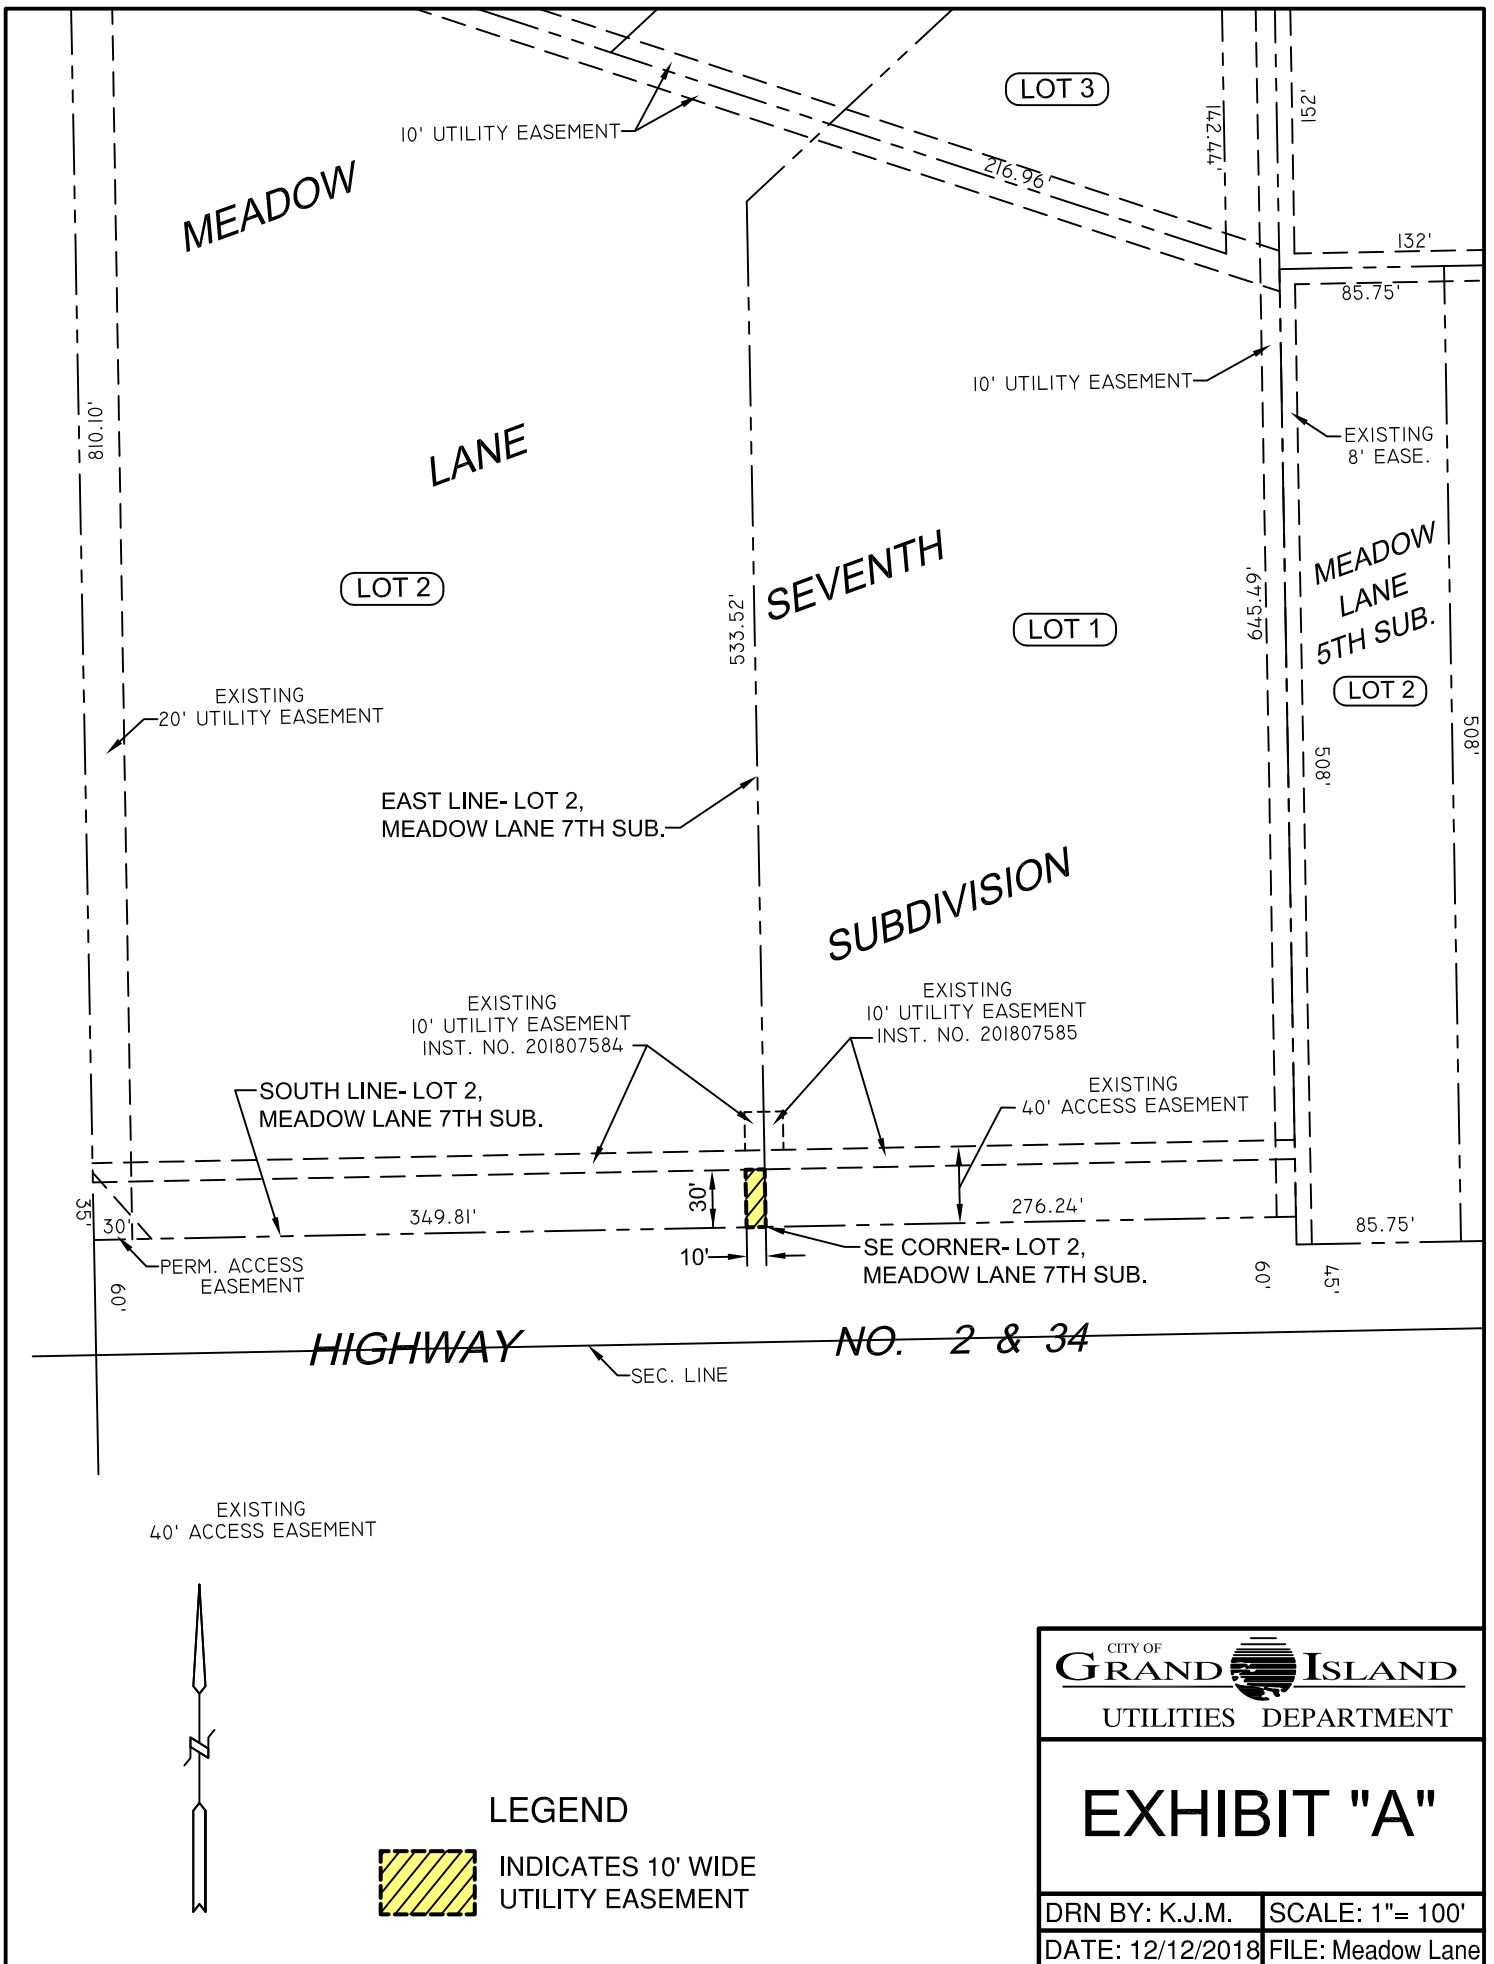 LOT 3
152'
142.44'
10' UTILITY EASEMENT
216.96'
MEADOW
132'
85.75'
10' UTILITY EASEMENT
810.10'
EXISTING
8' EASE.
LANE
MEADOW
LANE
5TH SUB.
SEVENTH
LOT 2
533.52'
645.49'
LOT 1
LOT 2
EXISTING
20' UTILITY EASEMENT
508'
508'
EAST LINE- LOT 2,
MEADOW LANE 7TH SUB.
SUBDIVISION
EXISTING
10' UTILITY EASEMENT
INST. NO. 201807584
EXISTING
10' UTILITY EASEMENT
INST. NO. 201807585
SOUTH LINE- LOT 2,
MEADOW LANE 7TH SUB.
EXISTING
40' ACCESS EASEMENT
35'
30'
349.81'
30'
276.24'
85.75'
10'
SE CORNER- LOT 2,
MEADOW LANE 7TH SUB.
PERM. ACCESS
EASEMENT
60'
60'
45'
HIGHWAY NO. 2 & 34
SEC. LINE
EXISTING
40' ACCESS EASEMENT
N
LEGEND
INDICATES 10' WIDE
UTILITY EASEMENT
CITY OF
GRAND ISLAND
UTILITIES DEPARTMENT
EXHIBIT "A"
DRN BY: K.J.M.
SCALE: 1"= 100'
DATE: 12/12/2018
FILE: Meadow Lane